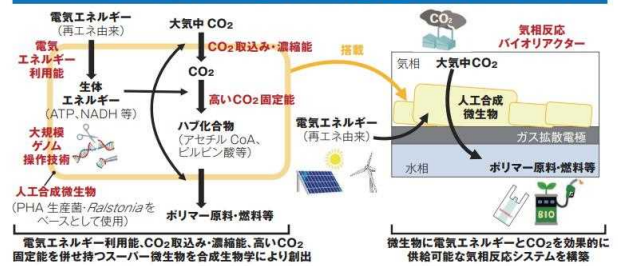 電気エネルギー
(再エネ由来)
電気
エネルギー
利用能
生体
エネルギー
(ATP、NADH 等)
大規模
ゲノム
操作技術
人工合成微生物
(PHA 生産菌・Ralstoniaを
ベースとして使用)
大気中 CO2
CO2取込み・濃縮能
CO2
高いCO2固定能
ハブ化合物
(アセチル CoA、
ピルビン酸等)
ポリマー原料・燃料等
電気エネルギー利用能、CO2取込み・濃縮能、高いCO2
固定能を併せ持つスーパー微生物を合成生物学により創出
搭載
電気エネルギー
(再エネ由来)
CO2
気相反応
バイオリアクター
気相
大気中CO2
人工合成
微生物
ガス拡散電極
水相
ポリマー原料・燃料等
BIO
微生物に電気エネルギーとCO2を効果的に
供給可能な気相反応システムを構築